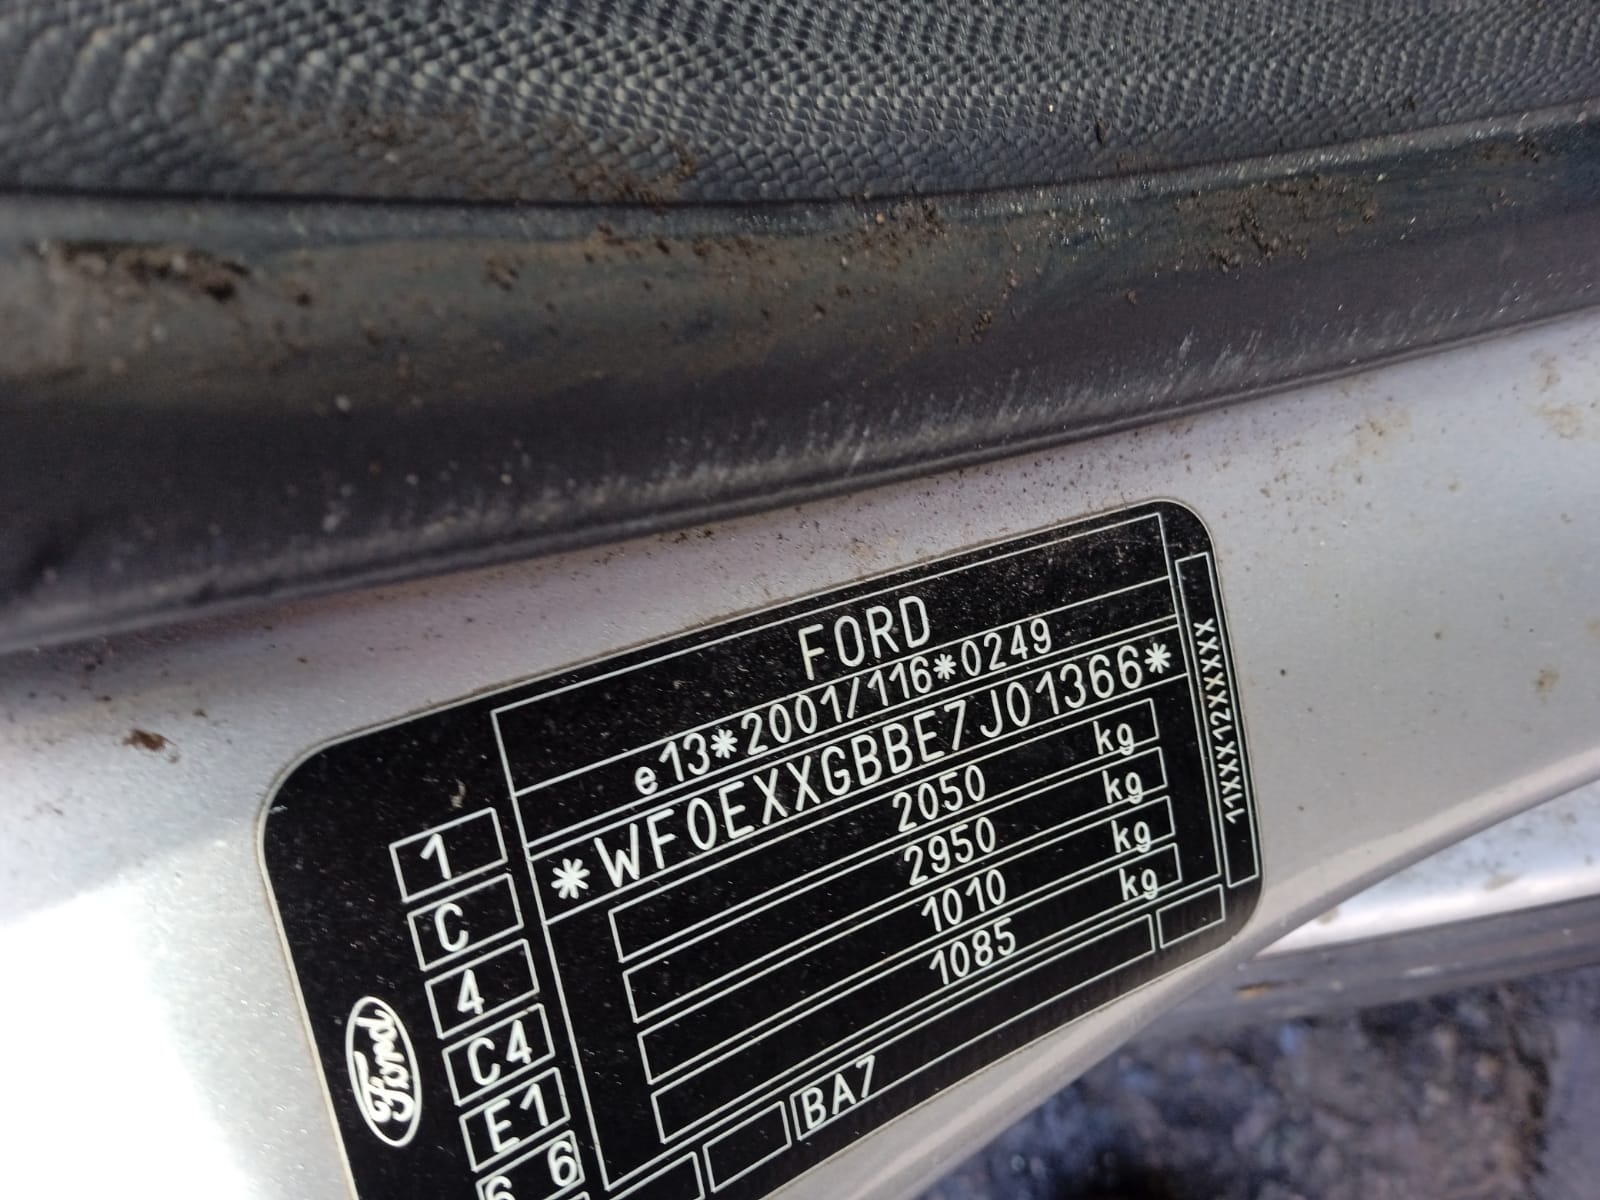 FORD
e13*2001/116*0249
*WF0EXXGBBE7J01366*
2050 kg
2950 kg
1010 kg
1085 kg
11XXX12XXXXX
1
C
4
C4
E1
6
6
BA7
Ford